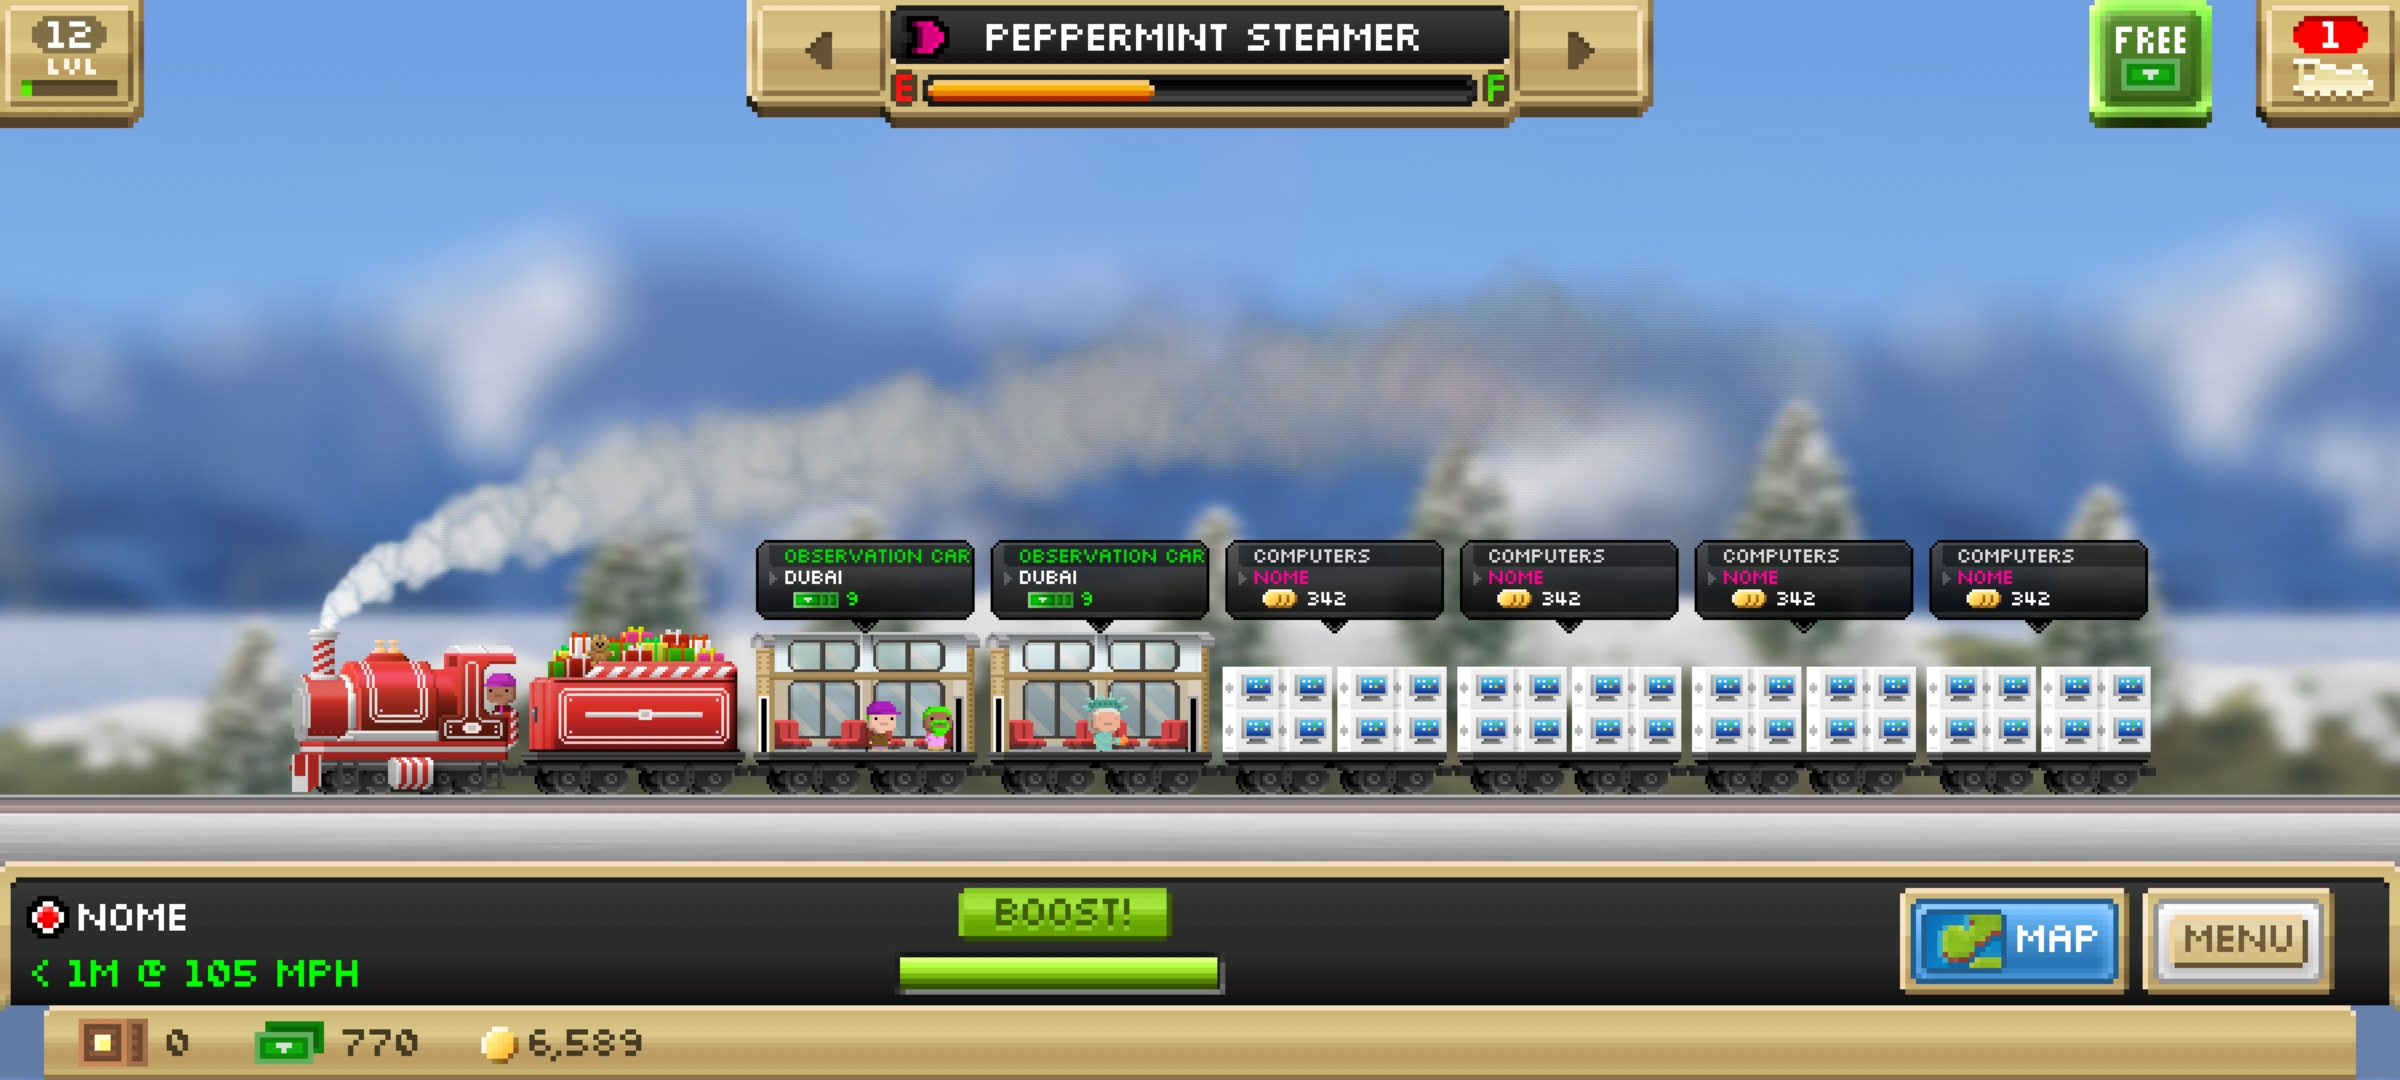 12
LVL
PEPPERMINT STEAMER
E F
FREE
1
OBSERVATION CAR
DUBAI
9
OBSERVATION CAR
DUBAI
9
COMPUTERS
NOME
342
COMPUTERS
NOME
342
COMPUTERS
NOME
342
COMPUTERS
NOME
342
NOME
< 1M @ 105 MPH
BOOST!
MAP
MENU
0
770
6,589